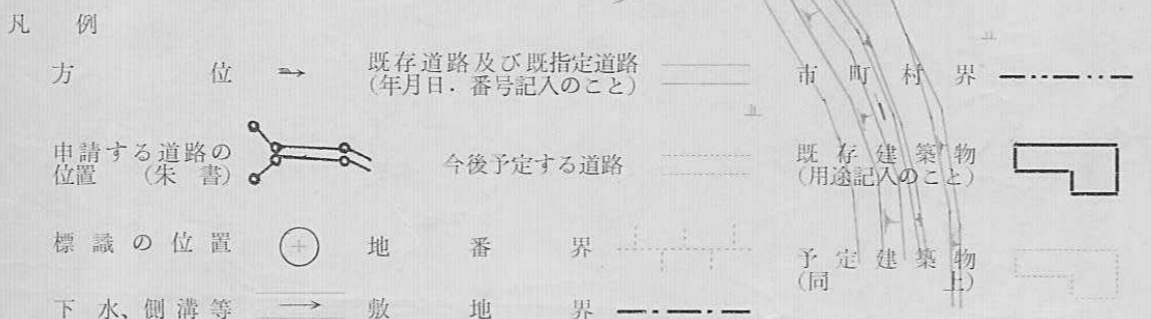 凡例
方位
既存道路及び既指定道路
(年月日．番号記入のこと)
市町村界
申請する道路の
位置 (朱書)
今後予定する道路
既存建築物
(用途記入のこと)
標識の位置
地番界
予定建築物
(同上)
下水、側溝等
敷地界